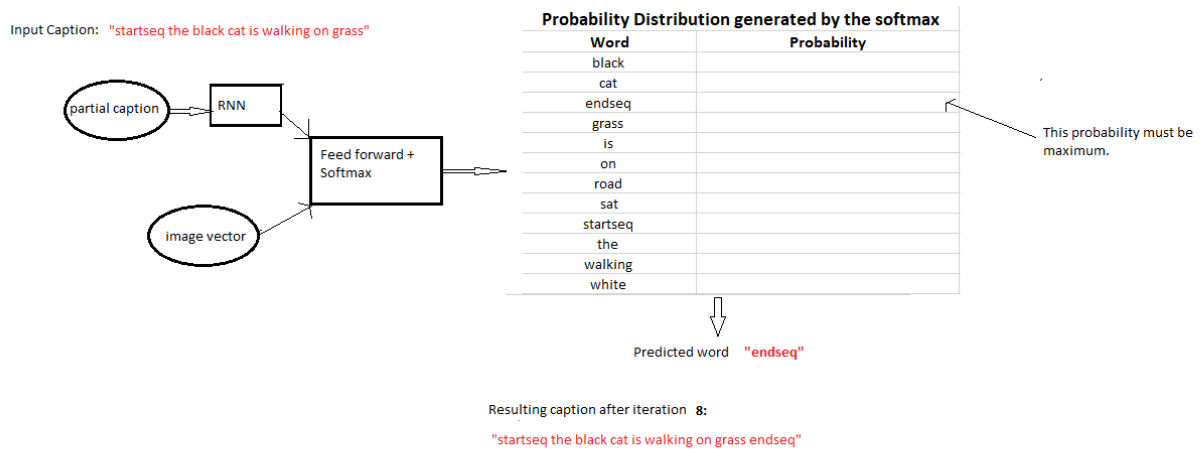 Input Caption: "startseq the black cat is walking on grass"
partial caption
RNN
Feed forward +
Softmax
image vector
Probability Distribution generated by the softmax
Word Probability
black
cat
endseq
grass
is
on
road
sat
startseq
the
walking
white
This probability must be
maximum.
Predicted word "endseq"
Resulting caption after iteration 8:
"startseq the black cat is walking on grass endseq"